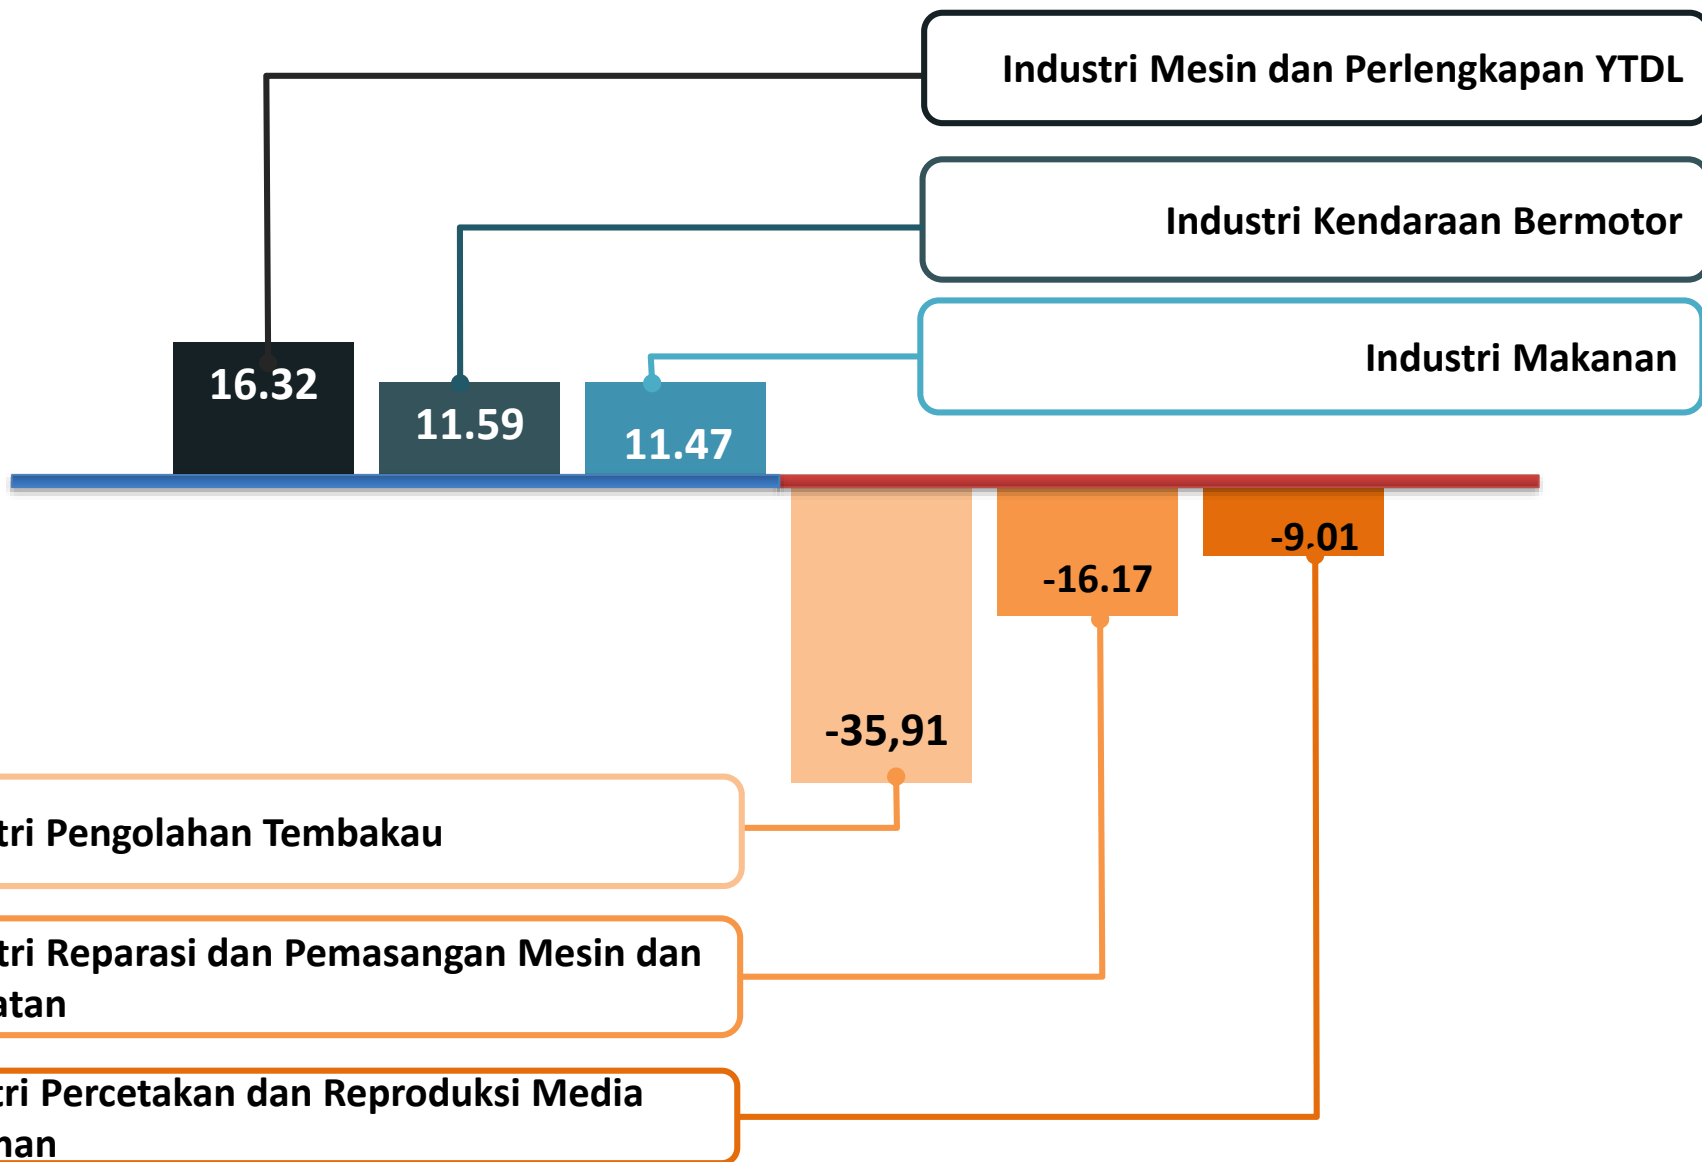 Industri Mesin dan Perlengkapan YTDL
Industri Kendaraan Bermotor
Industri Makanan
16.32
11.59
11.47
-9.01
-16.17
-35,91
tri Pengolahan Tembakau
tri Reparasi dan Pemasangan Mesin dan
atan
tri Percetakan dan Reproduksi Media
man